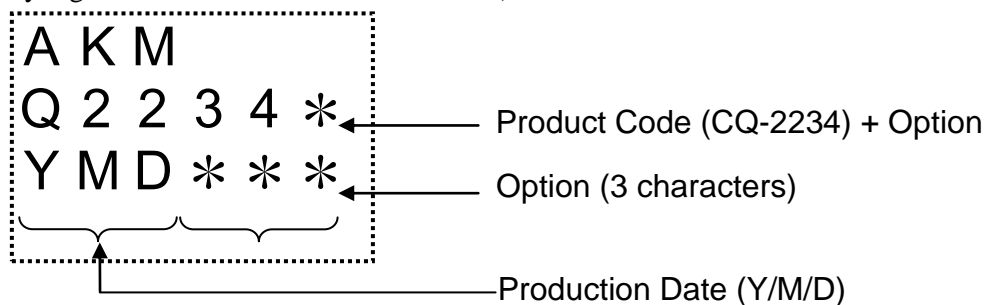 A K M
Q 2 2 3 4 *
Product Code (CQ-2234) + Option
Y M D * * *
Option (3 characters)
Production Date (Y/M/D)